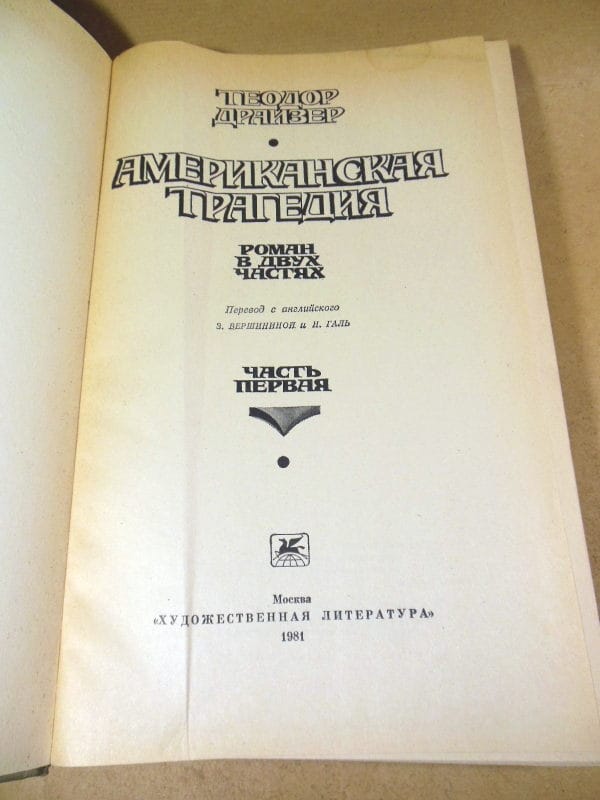 ТЕОДОР
ДРАЙЗЕР
АМЕРИКАНСКАЯ
ТРАГЕДИЯ
РОМАН
В ДВУХ
ЧАСТЯХ
Перевод с английского
З. ВЕРШИНИНОЙ и Н. ГАЛЬ
ЧАСТЬ
ПЕРВАЯ
Москва
«ХУДОЖЕСТВЕННАЯ ЛИТЕРАТУРА»
1981